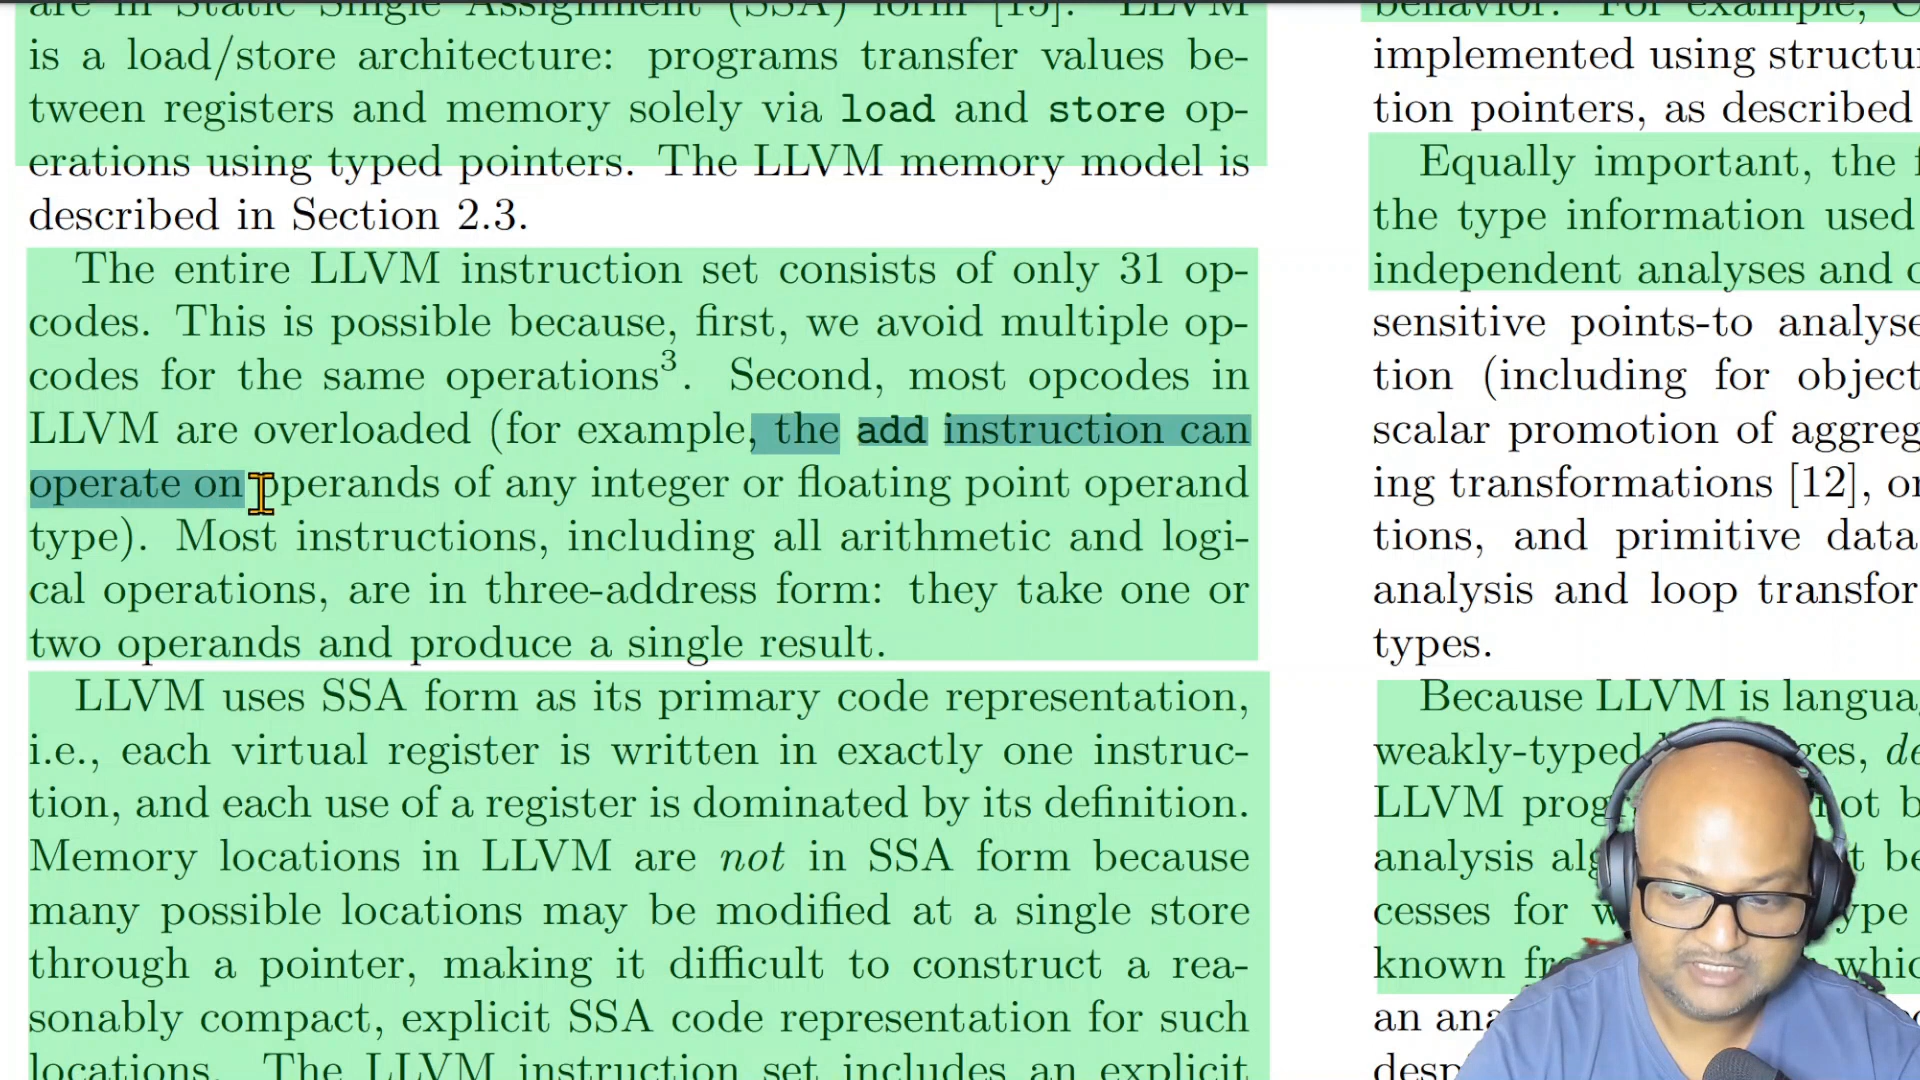 are in Static Single Assignment (SSA) form [15]. LLVM
is a load/store architecture: programs transfer values be-
tween registers and memory solely via load and store op-
erations using typed pointers. The LLVM memory model is
described in Section 2.3.
The entire LLVM instruction set consists of only 31 op-
codes. This is possible because, first, we avoid multiple op-
codes for the same operations³. Second, most opcodes in
LLVM are overloaded (for example, the add instruction can
operate on operands of any integer or floating point operand
type). Most instructions, including all arithmetic and logi-
cal operations, are in three-address form: they take one or
two operands and produce a single result.
LLVM uses SSA form as its primary code representation,
i.e., each virtual register is written in exactly one instruc-
tion, and each use of a register is dominated by its definition.
Memory locations in LLVM are not in SSA form because
many possible locations may be modified at a single store
through a pointer, making it difficult to construct a rea-
sonably compact, explicit SSA code representation for such
locations. The LLVM instruction set includes an explicit
behavior. For example, C
implemented using structu
tion pointers, as described
Equally important, the f
the type information used
independent analyses and o
sensitive points-to analyse
tion (including for object
scalar promotion of aggreg
ing transformations [12], or
tions, and primitive data
analysis and loop transfor
types.
Because LLVM is langua
weakly-typed ges, de
LLVM prog not b
analysis alg t be
cesses for w ype
known fr whic
an ana
desp